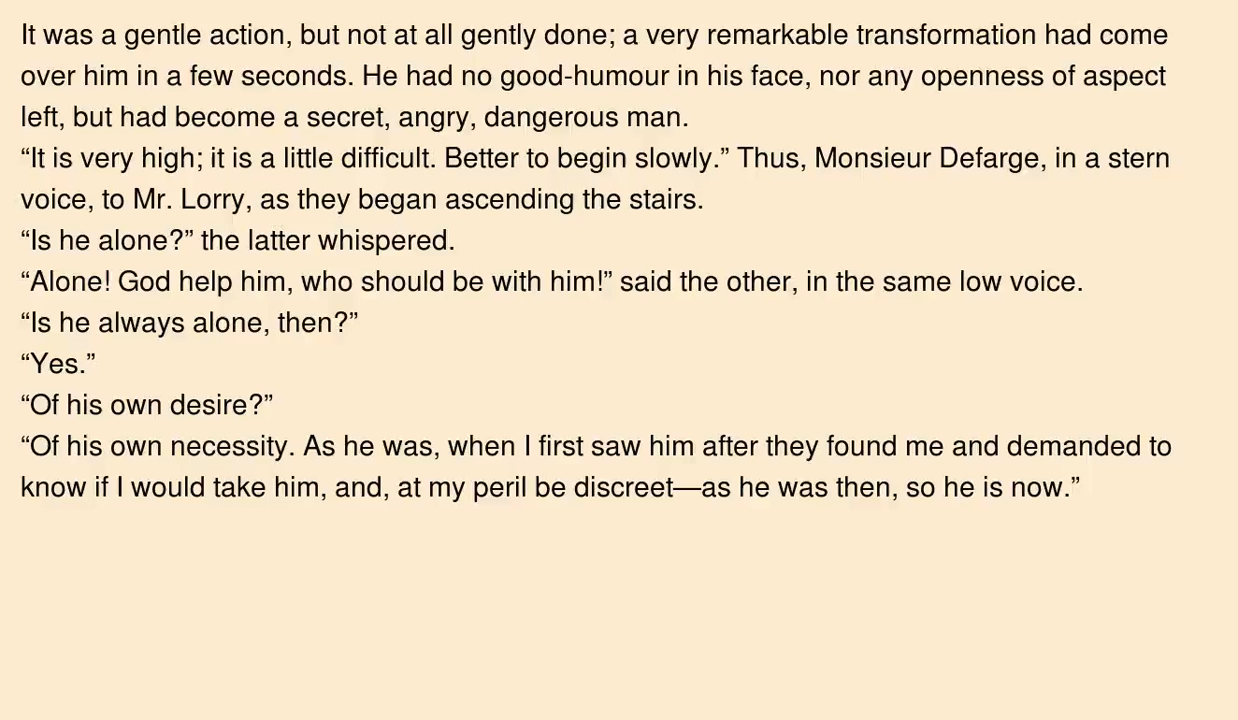 It was a gentle action, but not at all gently done; a very remarkable transformation had come
over him in a few seconds. He had no good-humour in his face, nor any openness of aspect
left, but had become a secret, angry, dangerous man.
“It is very high; it is a little difficult. Better to begin slowly.” Thus, Monsieur Defarge, in a stern
voice, to Mr. Lorry, as they began ascending the stairs.
“Is he alone?” the latter whispered.
“Alone! God help him, who should be with him!” said the other, in the same low voice.
“Is he always alone, then?”
“Yes.”
“Of his own desire?”
“Of his own necessity. As he was, when I first saw him after they found me and demanded to
know if I would take him, and, at my peril be discreet—as he was then, so he is now.”